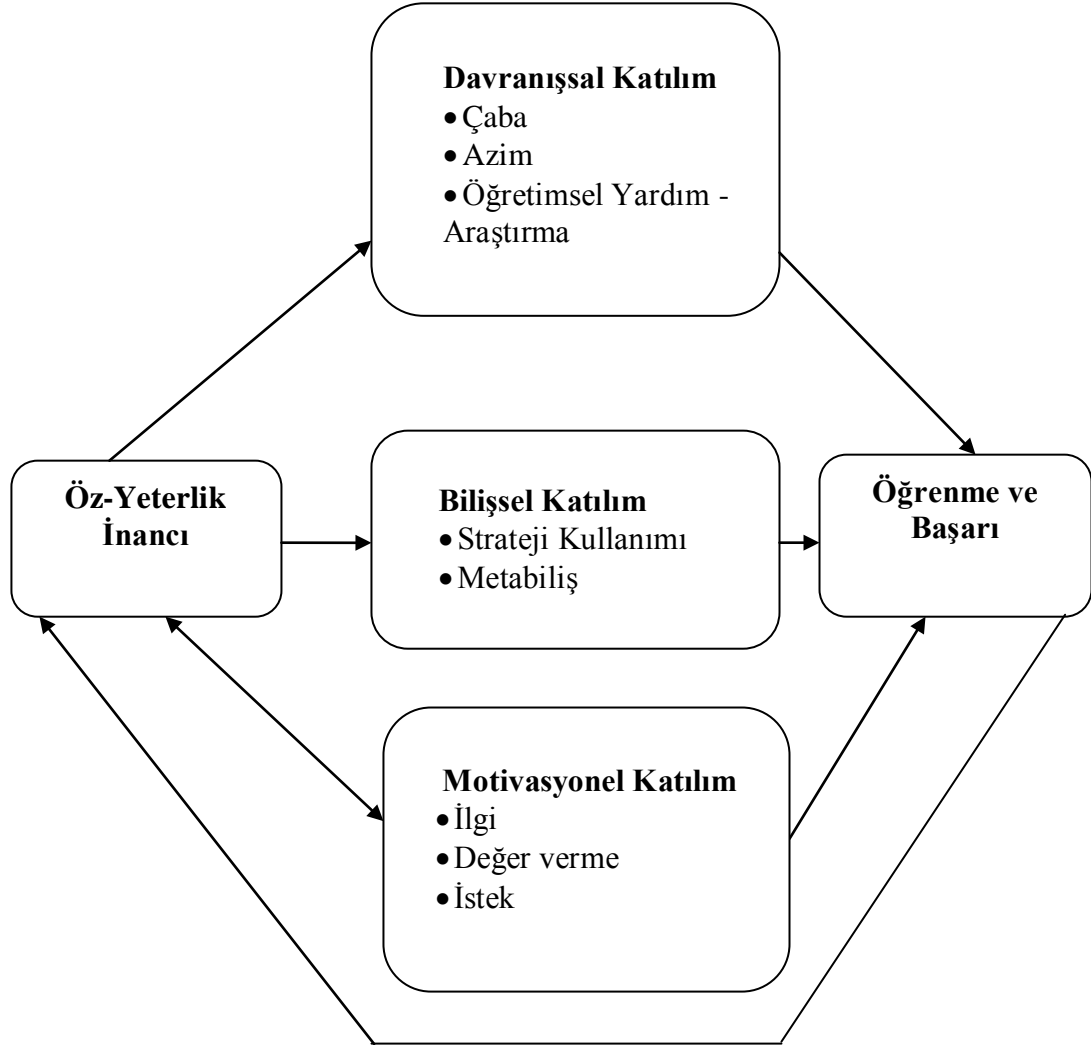 Davranışsal Katılım
• Çaba
• Azim
• Öğretimsel Yardım -
Araştırma
Öz-Yeterlik
İnancı
Bilişsel Katılım
• Strateji Kullanımı
• Metabiliş
Öğrenme ve
Başarı
Motivasyonel Katılım
• İlgi
• Değer verme
• İstek